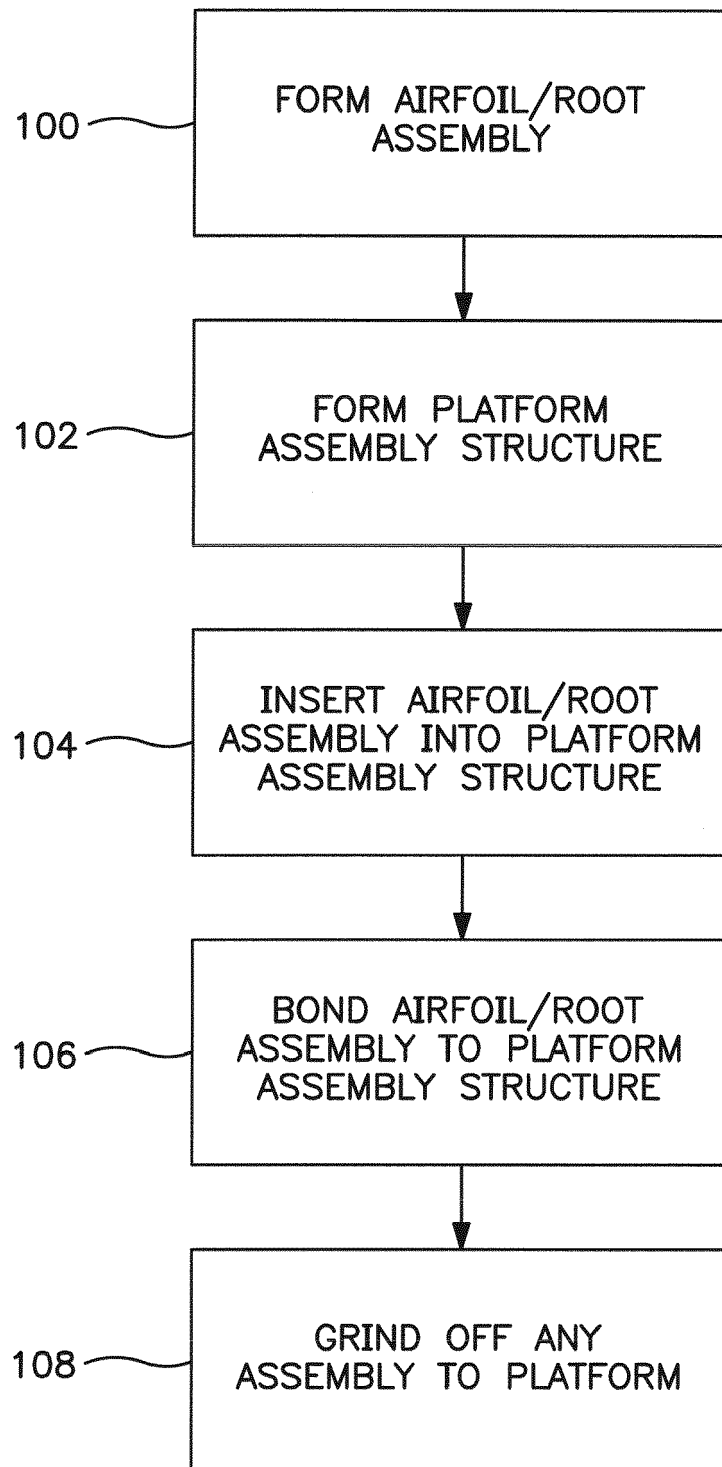 100
FORM AIRFOIL/ROOT
ASSEMBLY
102
FORM PLATFORM
ASSEMBLY STRUCTURE
104
INSERT AIRFOIL/ROOT
ASSEMBLY INTO PLATFORM
ASSEMBLY STRUCTURE
106
BOND AIRFOIL/ROOT
ASSEMBLY TO PLATFORM
ASSEMBLY STRUCTURE
108
GRIND OFF ANY
ASSEMBLY TO PLATFORM